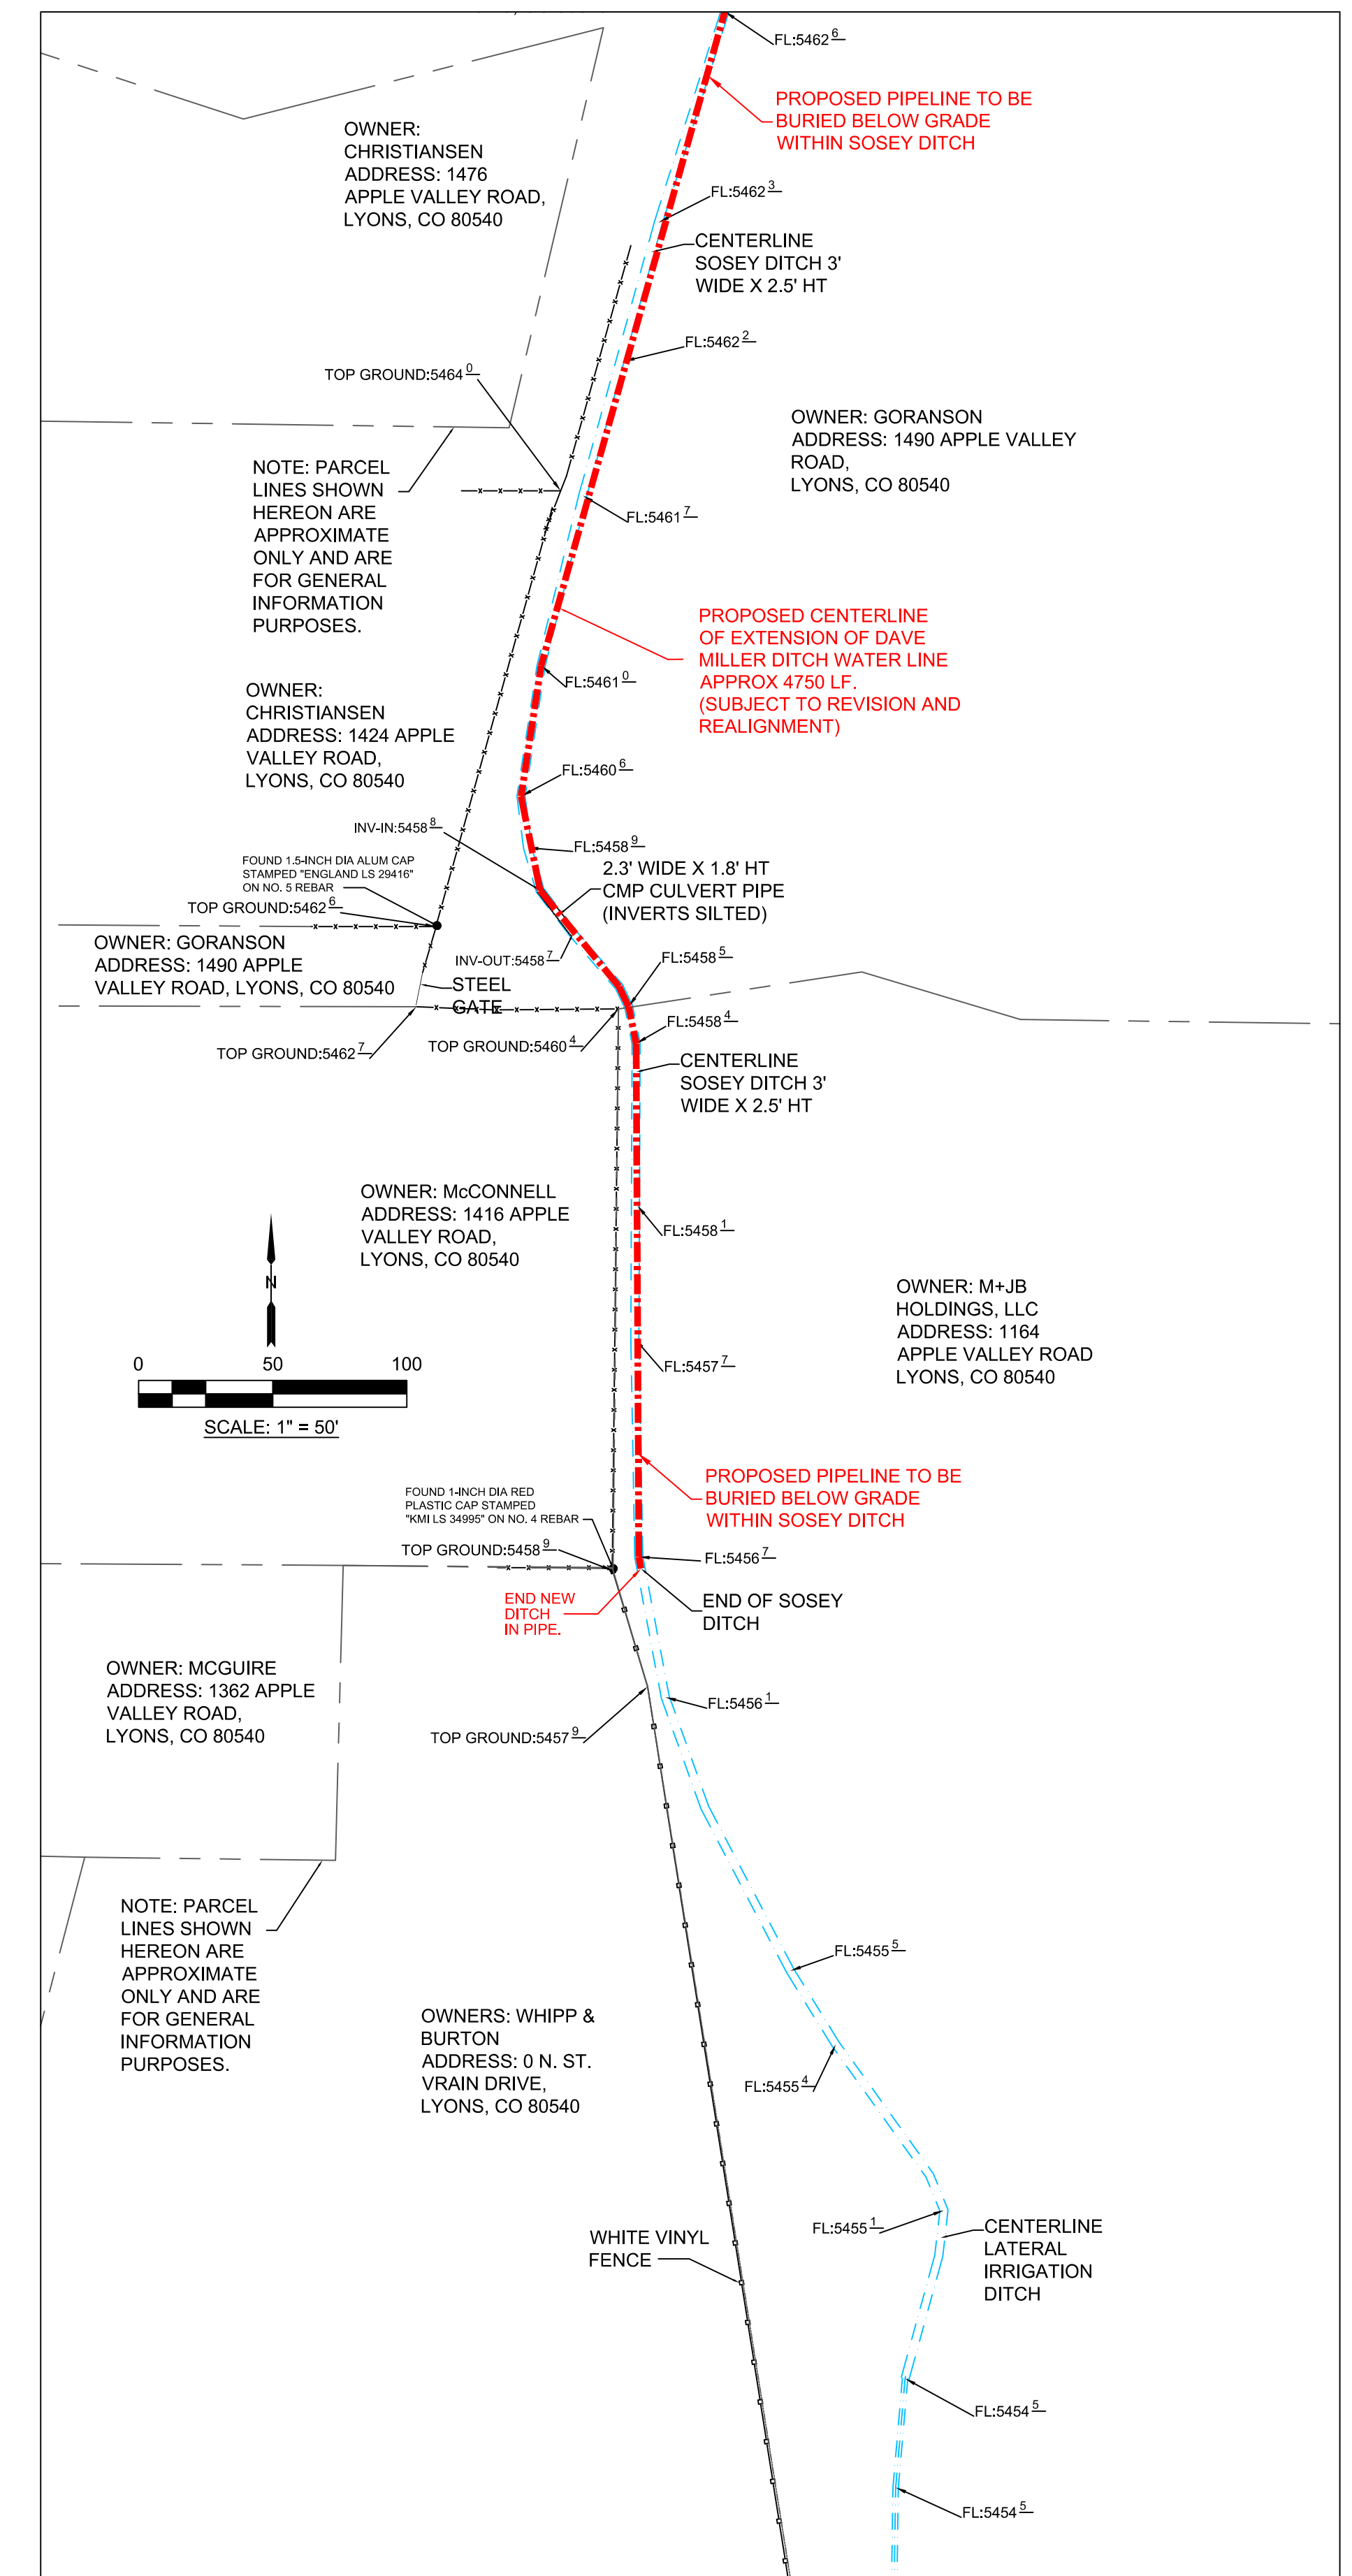 FL:5462 6
PROPOSED PIPELINE TO BE
BURIED BELOW GRADE
WITHIN SOSEY DITCH
OWNER:
CHRISTIANSEN
ADDRESS: 1476
APPLE VALLEY ROAD,
LYONS, CO 80540
FL:5462 3
CENTERLINE
SOSEY DITCH 3'
WIDE X 2.5' HT
FL:5462 2
TOP GROUND:5464 0
OWNER: GORANSON
ADDRESS: 1490 APPLE VALLEY
ROAD,
LYONS, CO 80540
NOTE: PARCEL
LINES SHOWN
HEREON ARE
APPROXIMATE
ONLY AND ARE
FOR GENERAL
INFORMATION
PURPOSES.
FL:5461 7
PROPOSED CENTERLINE
OF EXTENSION OF DAVE
MILLER DITCH WATER LINE
APPROX 4750 LF.
(SUBJECT TO REVISION AND
REALIGNMENT)
FL:5461 0
OWNER:
CHRISTIANSEN
ADDRESS: 1424 APPLE
VALLEY ROAD,
LYONS, CO 80540
FL:5460 6
INV-IN:5458 8
FL:5458 9
FOUND 1.5-INCH DIA ALUM CAP
STAMPED "ENGLAND LS 29416"
ON NO. 5 REBAR
2.3' WIDE X 1.8' HT
CMP CULVERT PIPE
(INVERTS SILTED)
TOP GROUND:5462 6
OWNER: GORANSON
ADDRESS: 1490 APPLE
VALLEY ROAD, LYONS, CO 80540
INV-OUT:5458 7
FL:5458 5
STEEL
GATE
FL:5458 4
TOP GROUND:5462 7
TOP GROUND:5460 4
CENTERLINE
SOSEY DITCH 3'
WIDE X 2.5' HT
OWNER: McCONNELL
ADDRESS: 1416 APPLE
VALLEY ROAD,
LYONS, CO 80540
FL:5458 1
N
OWNER: M+JB
HOLDINGS, LLC
ADDRESS: 1164
APPLE VALLEY ROAD
LYONS, CO 80540
0 50 100
SCALE: 1" = 50'
FL:5457 7
PROPOSED PIPELINE TO BE
BURIED BELOW GRADE
WITHIN SOSEY DITCH
FOUND 1-INCH DIA RED
PLASTIC CAP STAMPED
"KMI LS 34995" ON NO. 4 REBAR
TOP GROUND:5458 9
FL:5456 7
END NEW
DITCH
IN PIPE.
END OF SOSEY
DITCH
OWNER: MCGUIRE
ADDRESS: 1362 APPLE
VALLEY ROAD,
LYONS, CO 80540
FL:5456 1
TOP GROUND:5457 9
NOTE: PARCEL
LINES SHOWN
HEREON ARE
APPROXIMATE
ONLY AND ARE
FOR GENERAL
INFORMATION
PURPOSES.
FL:5455 5
OWNERS: WHIPP &
BURTON
ADDRESS: 0 N. ST.
VRAIN DRIVE,
LYONS, CO 80540
FL:5455 4
FL:5455 1
CENTERLINE
LATERAL
IRRIGATION
DITCH
WHITE VINYL
FENCE
FL:5454 5
FL:5454 5